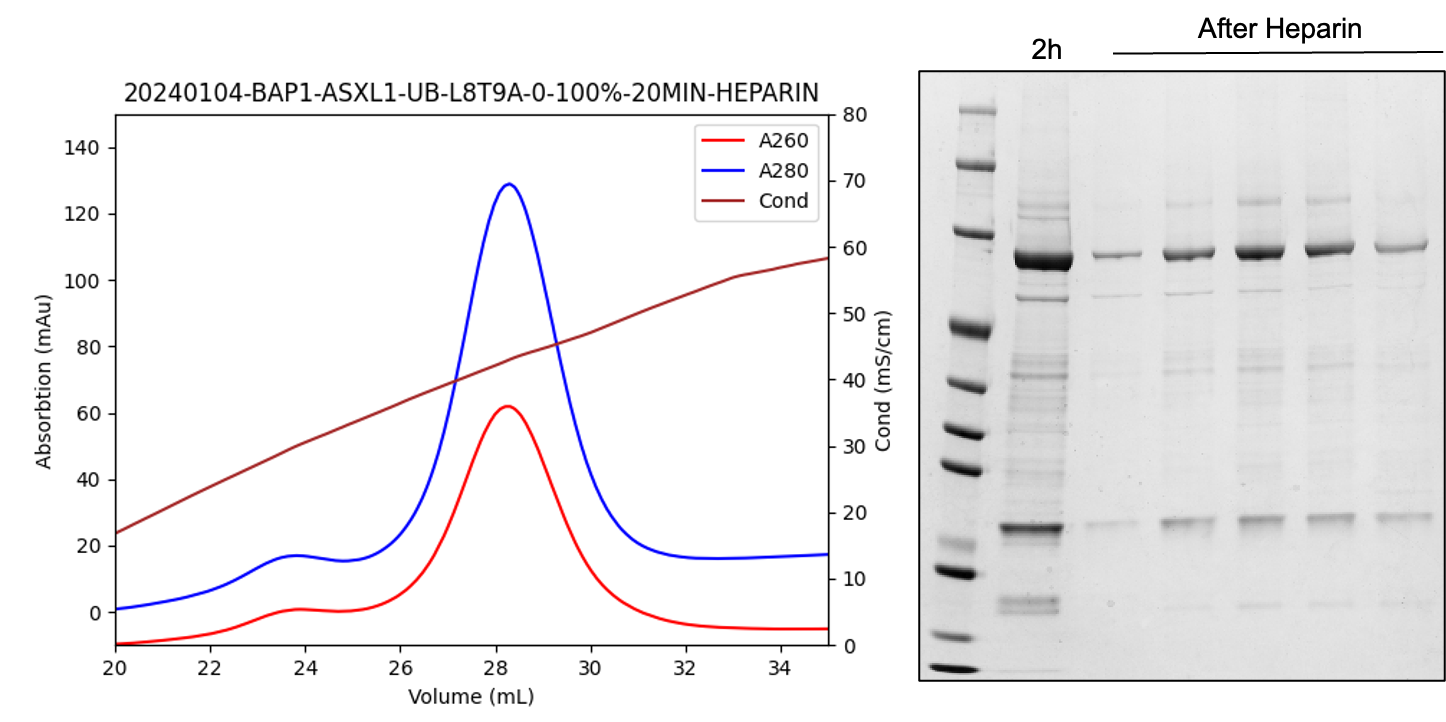 After Heparin
2h
20240104-BAP1-ASXL1-UB-L8T9A-0-100%-20MIN-HEPARIN
A260
A280
Cond
Absorbtion (mAu)
140
120
100
80
60
40
20
0
80
70
60
50
40
30
20
10
0
Cond (mS/cm)
20 22 24 26 28 30 32 34
Volume (mL)